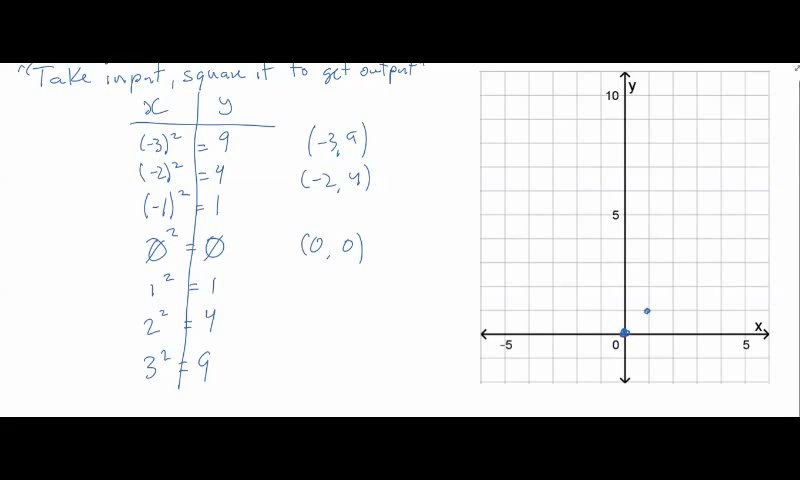 "Take input, square it to get output"
x y
(-3)² = 9 (-3, 9)
(-2)² = 4 (-2, 4)
(-1)² = 1
0² = 0 (0, 0)
1² = 1
2² = 4
3² = 9
y
10
5
x
-5 0 5